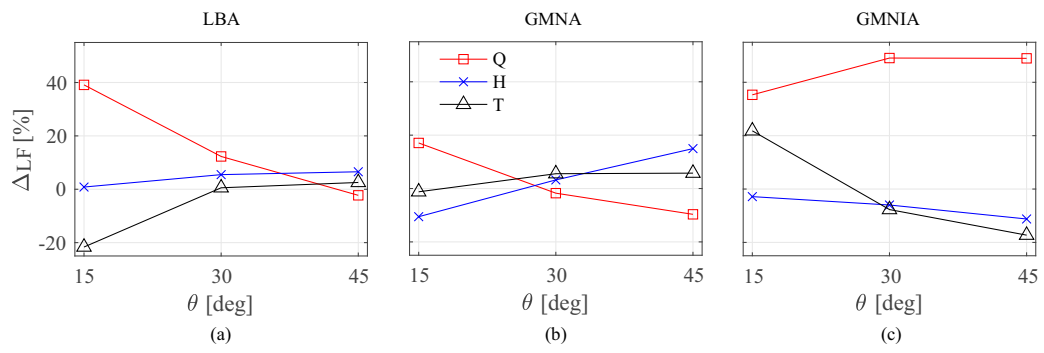 LBA
GMNA
GMNIA
Δ_LF [%]
40
20
0
-20
15
30
45
θ [deg]
(a)
Q
H
T
15
30
45
θ [deg]
(b)
15
30
45
θ [deg]
(c)